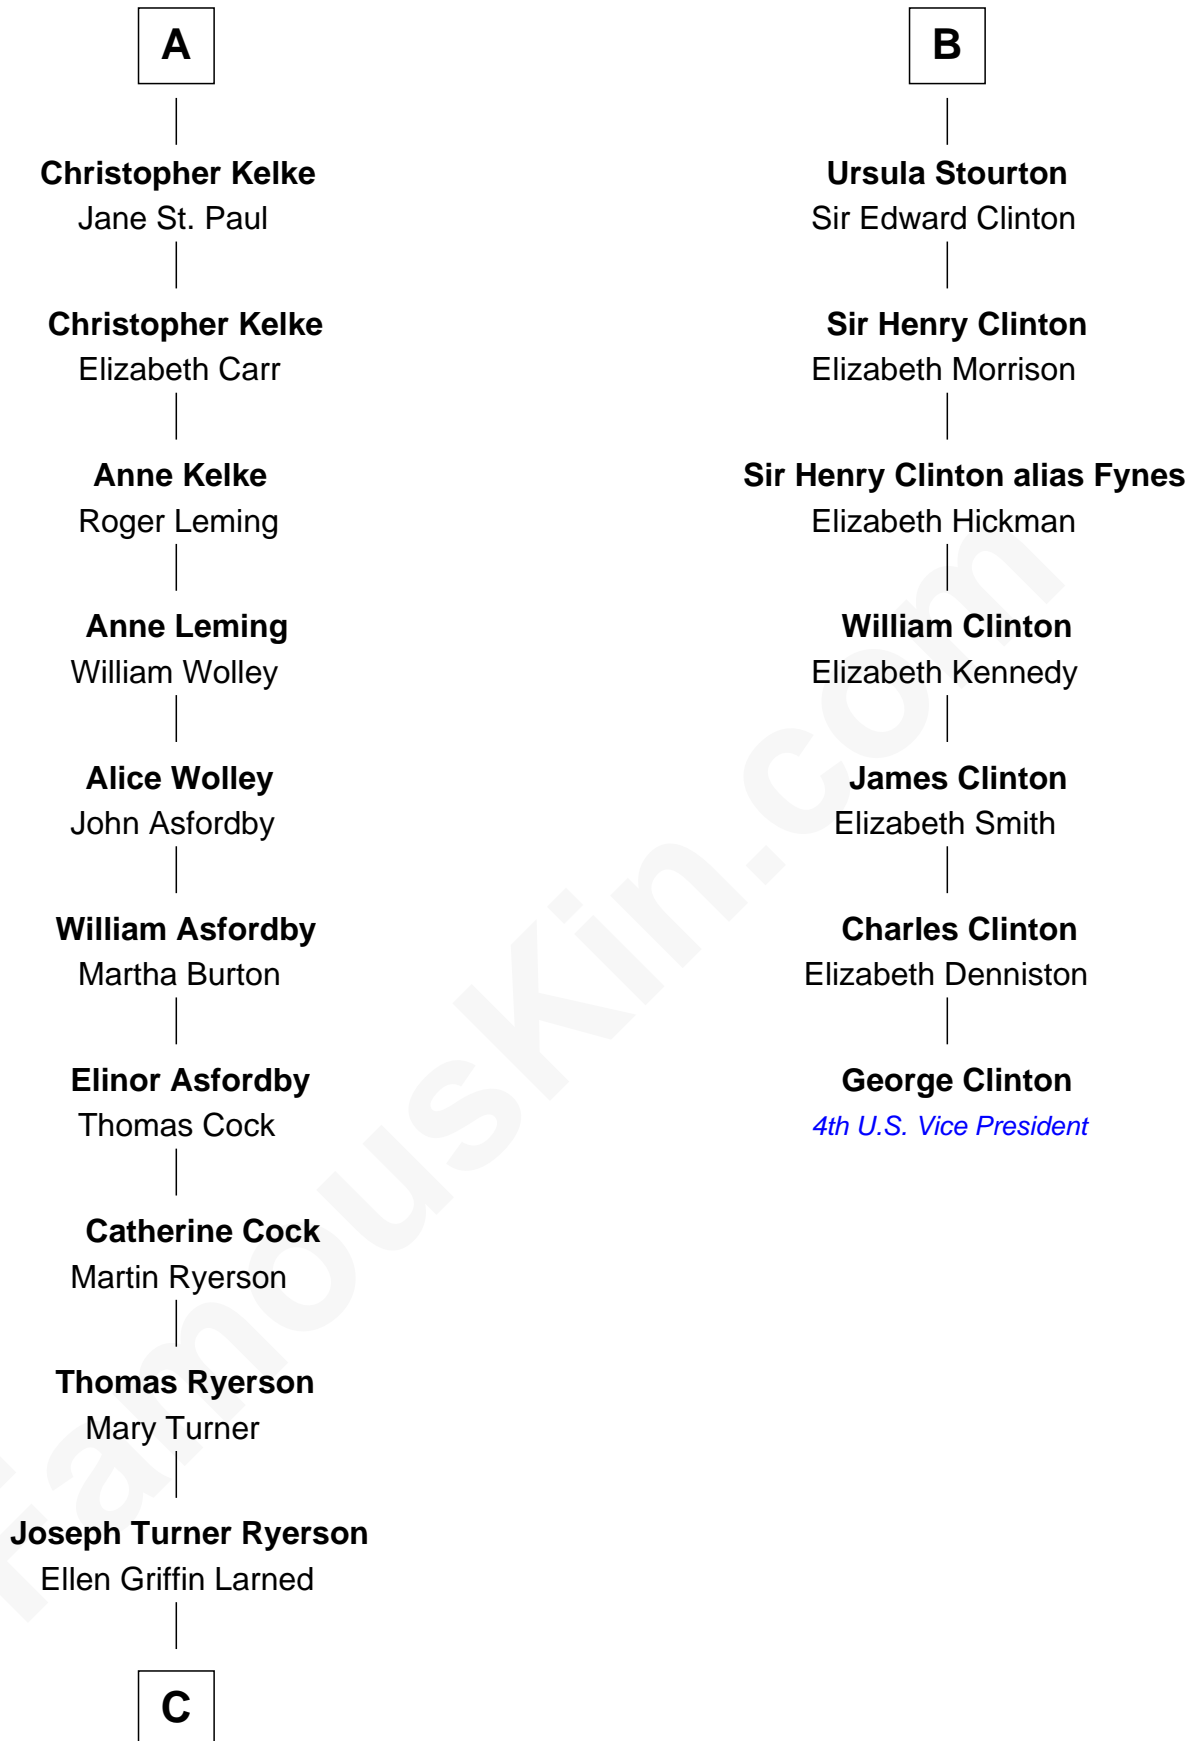 A
Christopher Kelke
Jane St. Paul
Christopher Kelke
Elizabeth Carr
Anne Kelke
Roger Leming
Anne Leming
William Wolley
Alice Wolley
John Asfordby
William Asfordby
Martha Burton
Elinor Asfordby
Thomas Cock
Catherine Cock
Martin Ryerson
Thomas Ryerson
Mary Turner
Joseph Turner Ryerson
Ellen Griffin Larned
C
B
Ursula Stourton
Sir Edward Clinton
Sir Henry Clinton
Elizabeth Morrison
Sir Henry Clinton alias Fynes
Elizabeth Hickman
William Clinton
Elizabeth Kennedy
James Clinton
Elizabeth Smith
Charles Clinton
Elizabeth Denniston
George Clinton
4th U.S. Vice President
FamousKin.com